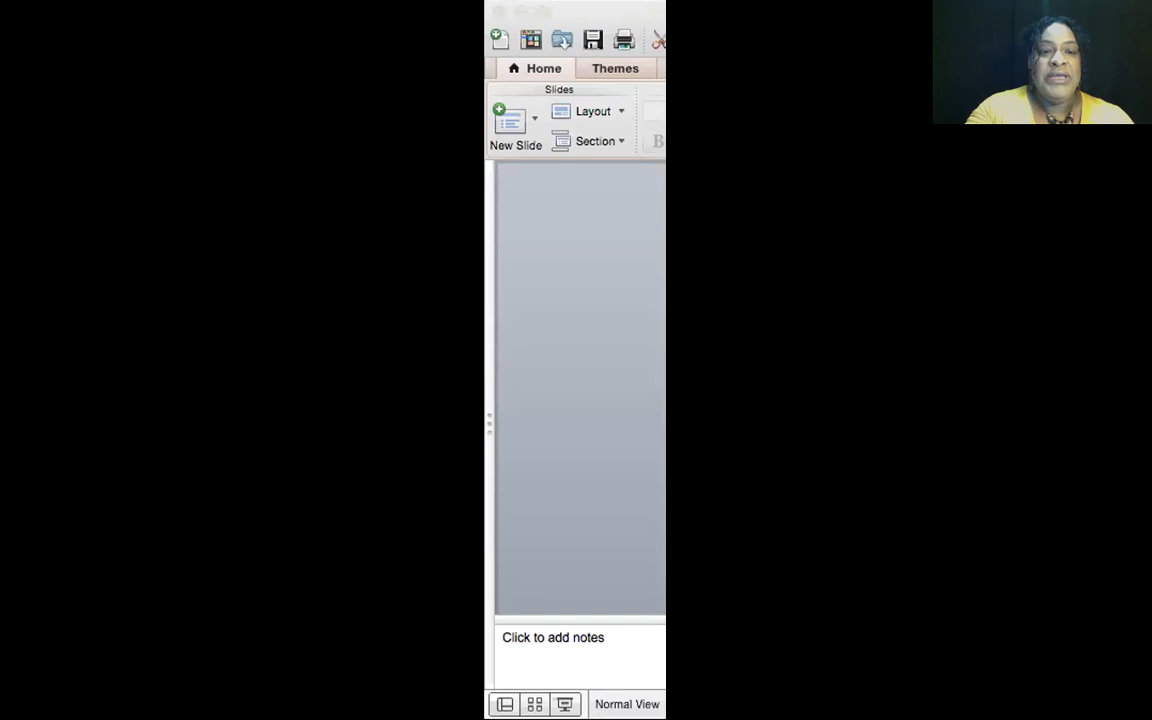 Home Themes
Slides
Layout
New Slide Section B
Click to add notes
Normal View